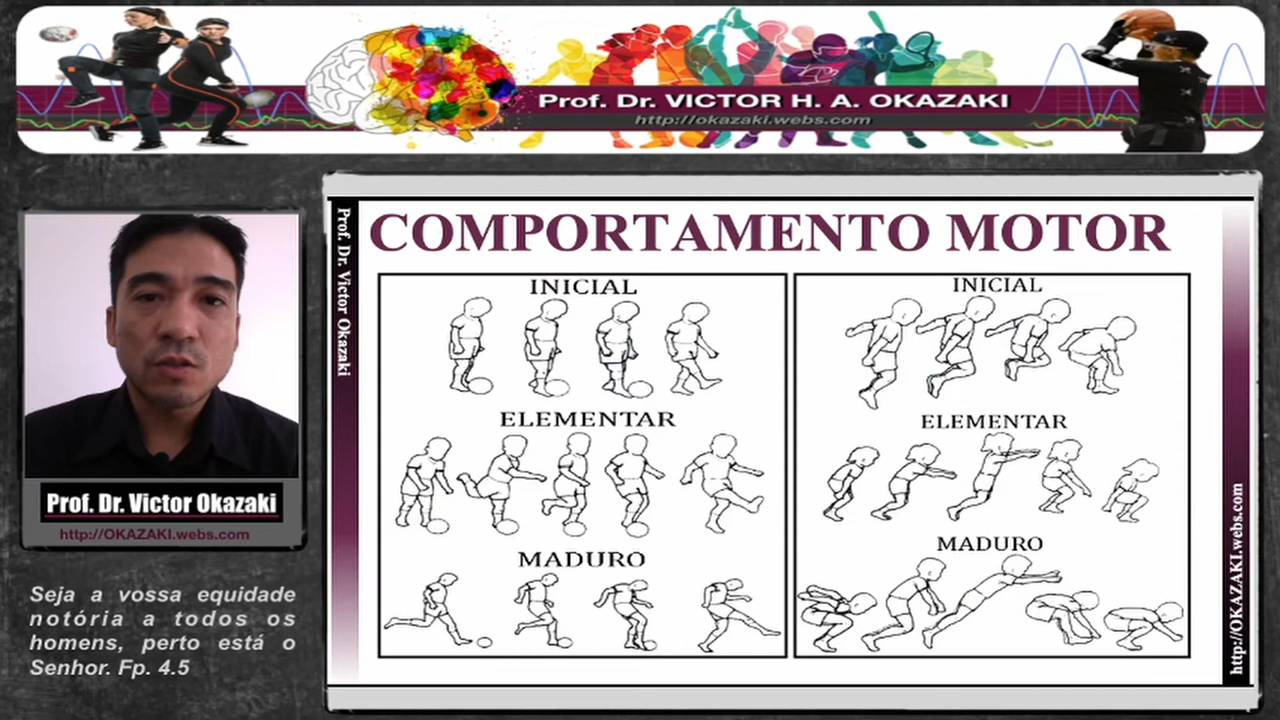 Prof. Dr. VICTOR H. A. OKAZAKI
http://okazaki.webs.com
Prof. Dr. Victor Okazaki
http://OKAZAKI.webs.com
Seja a vossa equidade
notória a todos os
homens, perto está o
Senhor. Fp. 4.5
Prof. Dr. Victor Okazaki
COMPORTAMENTO MOTOR
INICIAL
ELEMENTAR
MADURO
INICIAL
ELEMENTAR
MADURO
http://OKAZAKI.webs.com